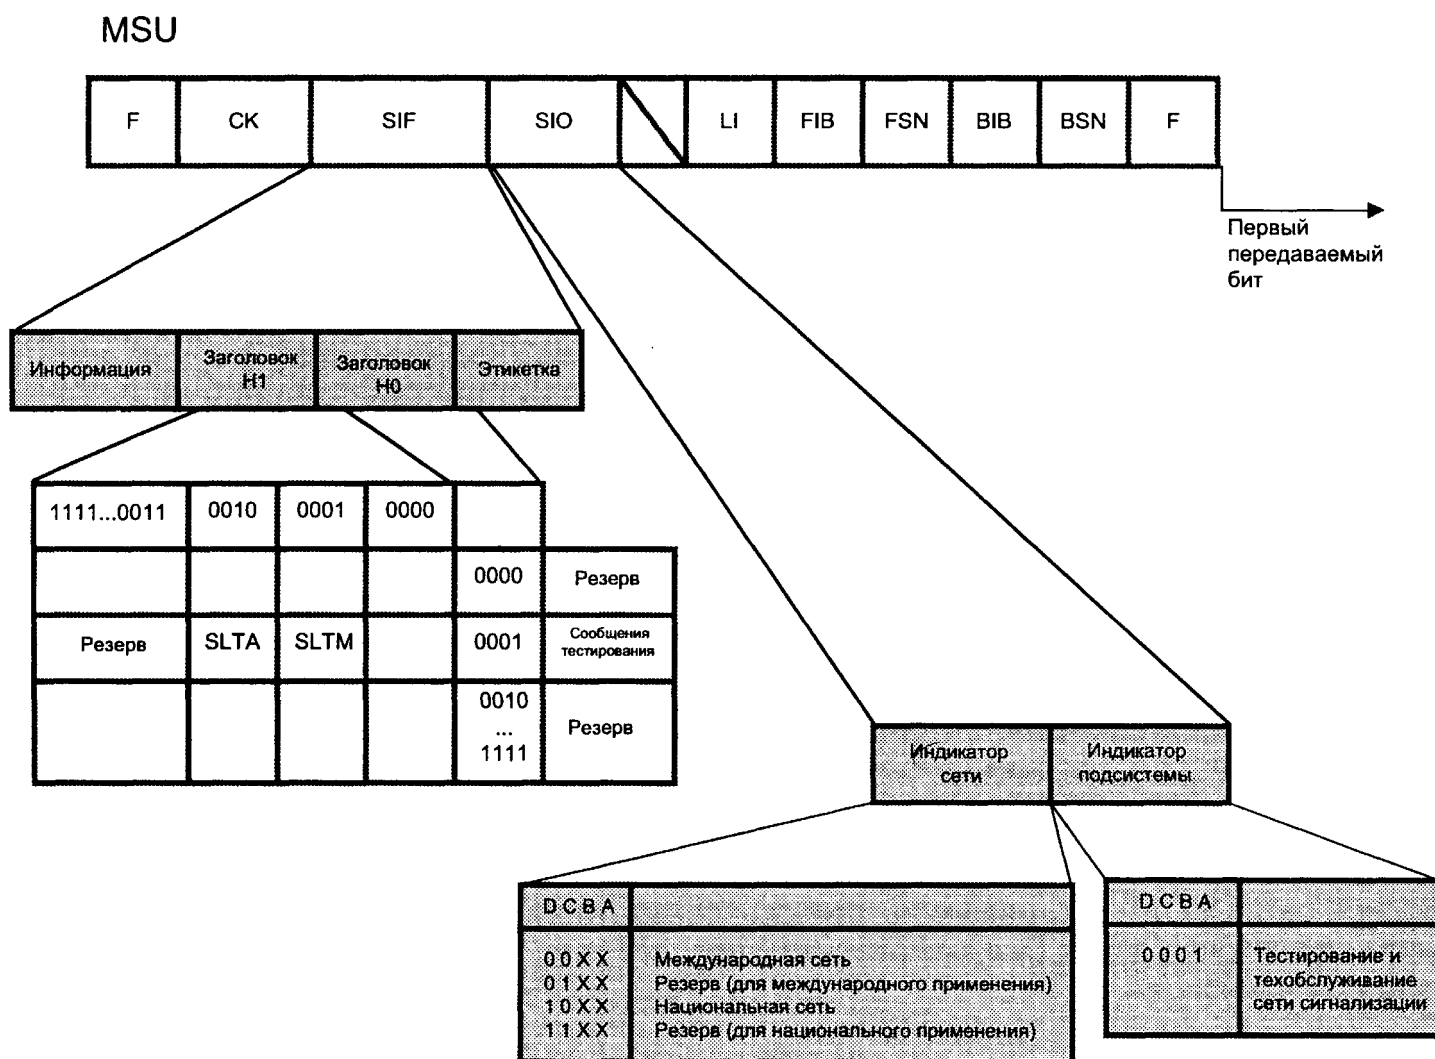 MSU
F CK SIF SIO LI FIB FSN BIB BSN F
Первый
передаваемый
бит
Информация
Заголовок
H1
Заголовок
H0
Этикетка
1111...0011 0010 0001 0000
0000 Резерв
Резерв SLTA SLTM 0001 Сообщения
тестирования
0010
...
1111
Резерв
Индикатор
сети
Индикатор
подсистемы
D C B A
0 0 X X Международная сеть
0 1 X X Резерв (для международного применения)
1 0 X X Национальная сеть
1 1 X X Резерв (для национального применения)
D C B A
0 0 0 1 Тестирование и
техобслуживание
сети сигнализации